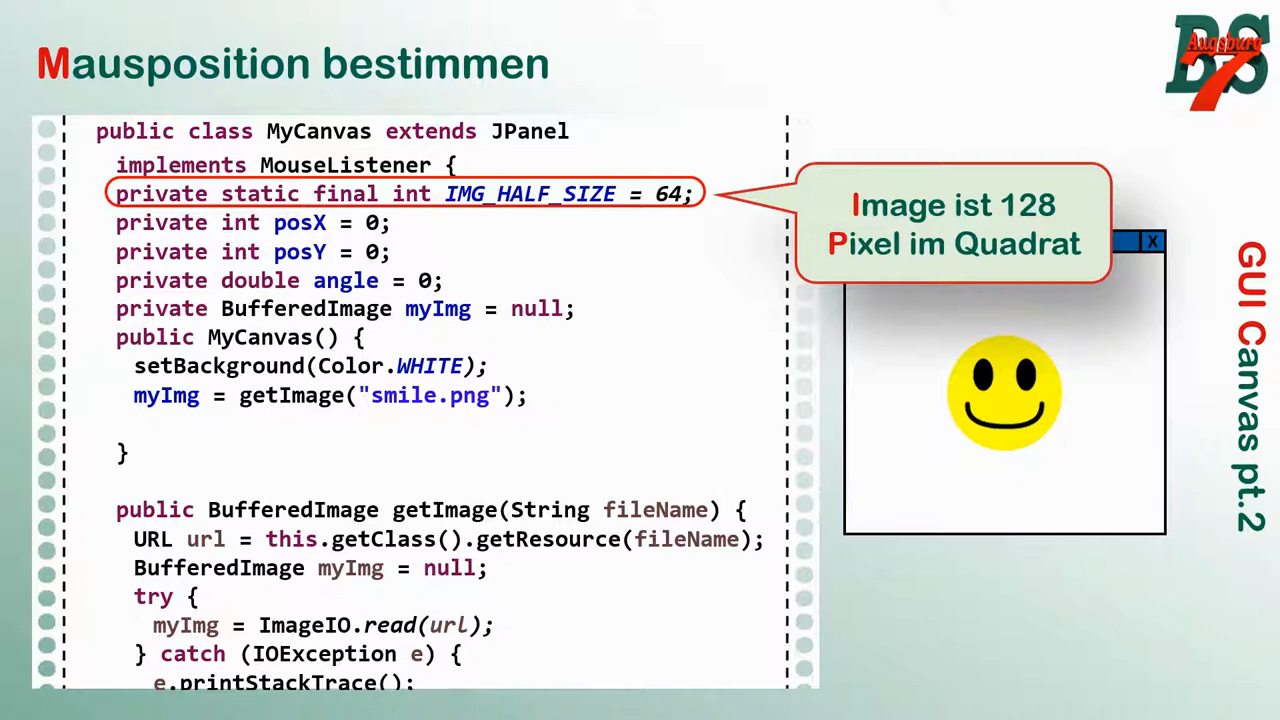 Mausposition bestimmen
BS
Augsburg
7
public class MyCanvas extends JPanel
implements MouseListener {
private static final int IMG_HALF_SIZE = 64;
private int posX = 0;
private int posY = 0;
private double angle = 0;
private BufferedImage myImg = null;
public MyCanvas() {
setBackground(Color.WHITE);
myImg = getImage("smile.png");
}
public BufferedImage getImage(String fileName) {
URL url = this.getClass().getResource(fileName);
BufferedImage myImg = null;
try {
myImg = ImageIO.read(url);
} catch (IOException e) {
e.printStackTrace();
Image ist 128
Pixel im Quadrat
X
GUI Canvas pt.2